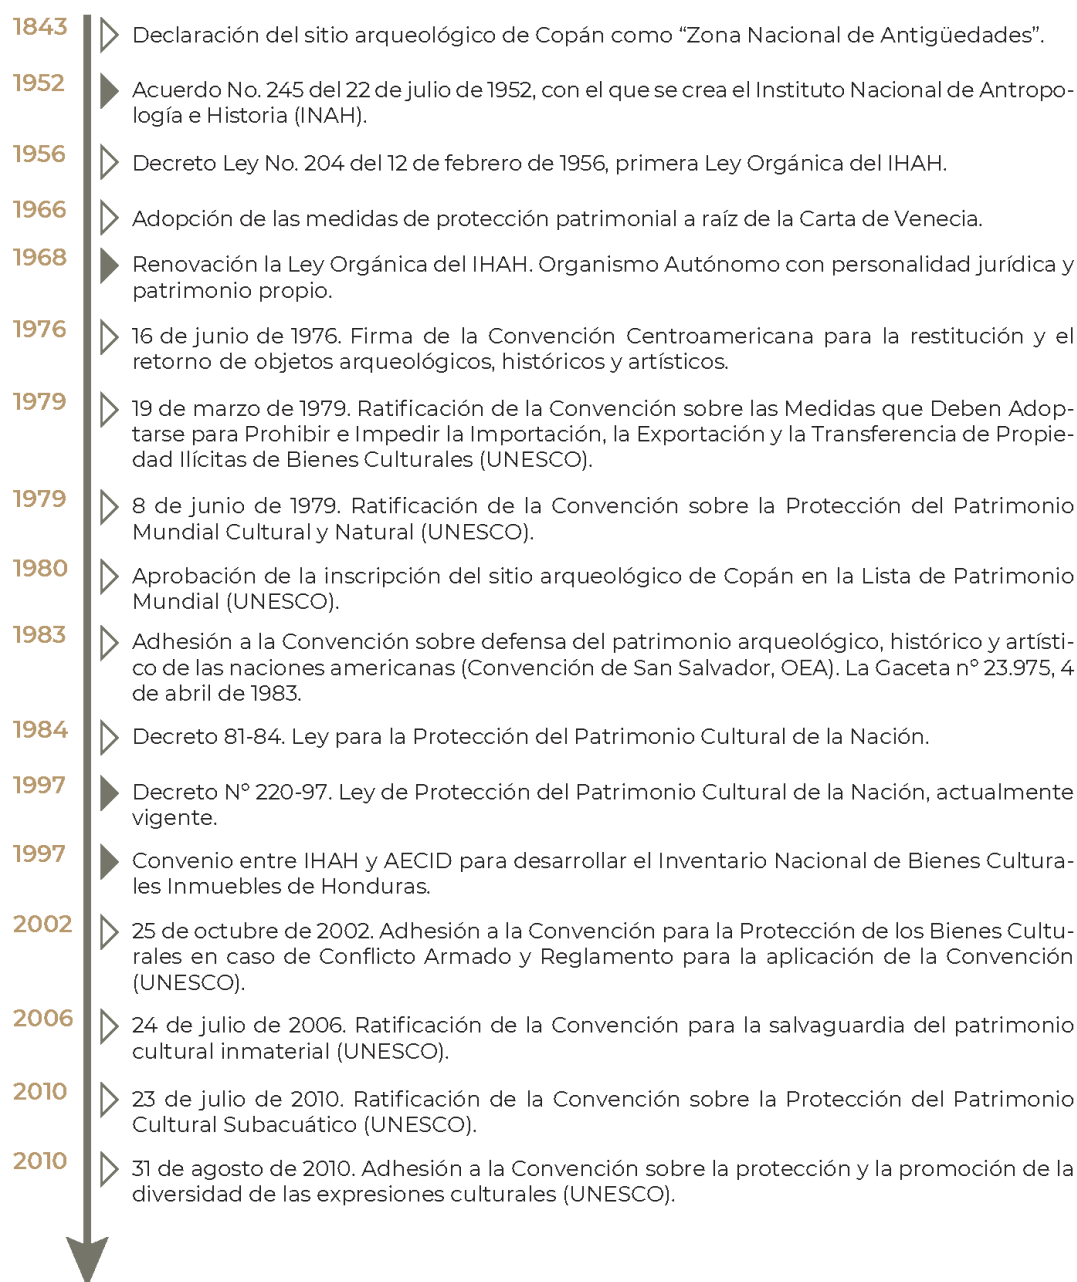 1843
Declaración del sitio arqueológico de Copán como “Zona Nacional de Antigüedades”.
1952
Acuerdo No. 245 del 22 de julio de 1952, con el que se crea el Instituto Nacional de Antropo-
logía e Historia (INAH).
1956
Decreto Ley No. 204 del 12 de febrero de 1956, primera Ley Orgánica del IHAH.
1966
Adopción de las medidas de protección patrimonial a raíz de la Carta de Venecia.
1968
Renovación la Ley Orgánica del IHAH. Organismo Autónomo con personalidad jurídica y
patrimonio propio.
1976
16 de junio de 1976. Firma de la Convención Centroamericana para la restitución y el
retorno de objetos arqueológicos, históricos y artísticos.
1979
19 de marzo de 1979. Ratificación de la Convención sobre las Medidas que Deben Adop-
tarse para Prohibir e Impedir la Importación, la Exportación y la Transferencia de Propie-
dad Ilícitas de Bienes Culturales (UNESCO).
1979
8 de junio de 1979. Ratificación de la Convención sobre la Protección del Patrimonio
Mundial Cultural y Natural (UNESCO).
1980
Aprobación de la inscripción del sitio arqueológico de Copán en la Lista de Patrimonio
Mundial (UNESCO).
1983
Adhesión a la Convención sobre defensa del patrimonio arqueológico, histórico y artísti-
co de las naciones americanas (Convención de San Salvador, OEA). La Gaceta nº 23.975, 4
de abril de 1983.
1984
Decreto 81-84. Ley para la Protección del Patrimonio Cultural de la Nación.
1997
Decreto Nº 220-97. Ley de Protección del Patrimonio Cultural de la Nación, actualmente
vigente.
1997
Convenio entre IHAH y AECID para desarrollar el Inventario Nacional de Bienes Cultura-
les Inmuebles de Honduras.
2002
25 de octubre de 2002. Adhesión a la Convención para la Protección de los Bienes Cultu-
rales en caso de Conflicto Armado y Reglamento para la aplicación de la Convención
(UNESCO).
2006
24 de julio de 2006. Ratificación de la Convención para la salvaguardia del patrimonio
cultural inmaterial (UNESCO).
2010
23 de julio de 2010. Ratificación de la Convención sobre la Protección del Patrimonio
Cultural Subacuático (UNESCO).
2010
31 de agosto de 2010. Adhesión a la Convención sobre la protección y la promoción de la
diversidad de las expresiones culturales (UNESCO).